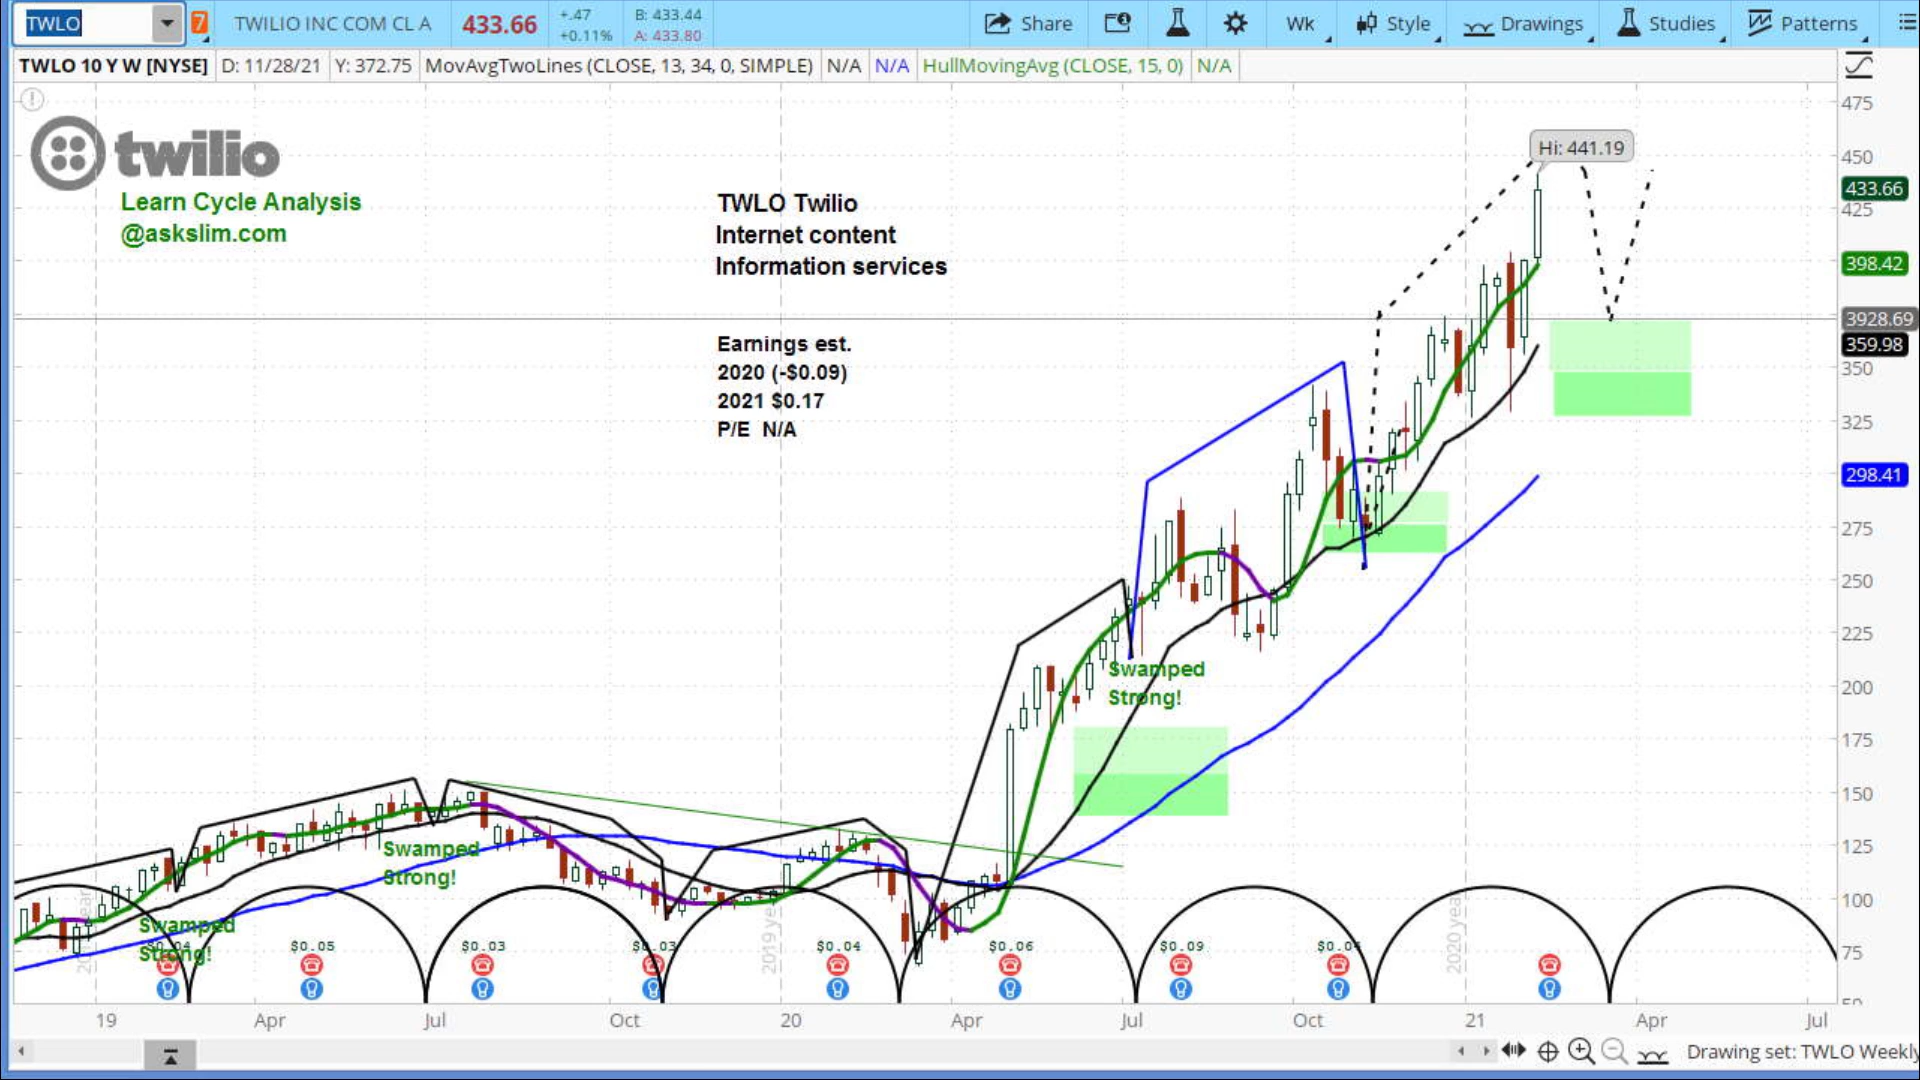 TWLO
7
TWILIO INC COM CL A
433.66
+.47
+0.11%
B: 433.44
A: 433.80
Share
Wk
Style
Drawings
Studies
Patterns
TWLO 10 Y W [NYSE]
D: 11/28/21
Y: 372.75
MovAvgTwoLines (CLOSE, 13, 34, 0, SIMPLE)
N/A
N/A
HullMovingAvg (CLOSE, 15, 0)
N/A
twilio
Learn Cycle Analysis
@askslim.com
TWLO Twilio
Internet content
Information services
Earnings est.
2020 (-$0.09)
2021 $0.17
P/E N/A
Hi: 441.19
475
450
433.66
425
398.42
359.98
350
325
298.41
275
250
225
200
175
150
125
100
75
50
Swamped
Strong!
Swamped
Strong!
Swamped
Strong!
$0.05
$0.03
$0.03
$0.04
$0.06
$0.09
2019 year
2020 year
19
Apr
Jul
Oct
20
Apr
Jul
Oct
21
Apr
Jul
Drawing set: TWLO Weekly